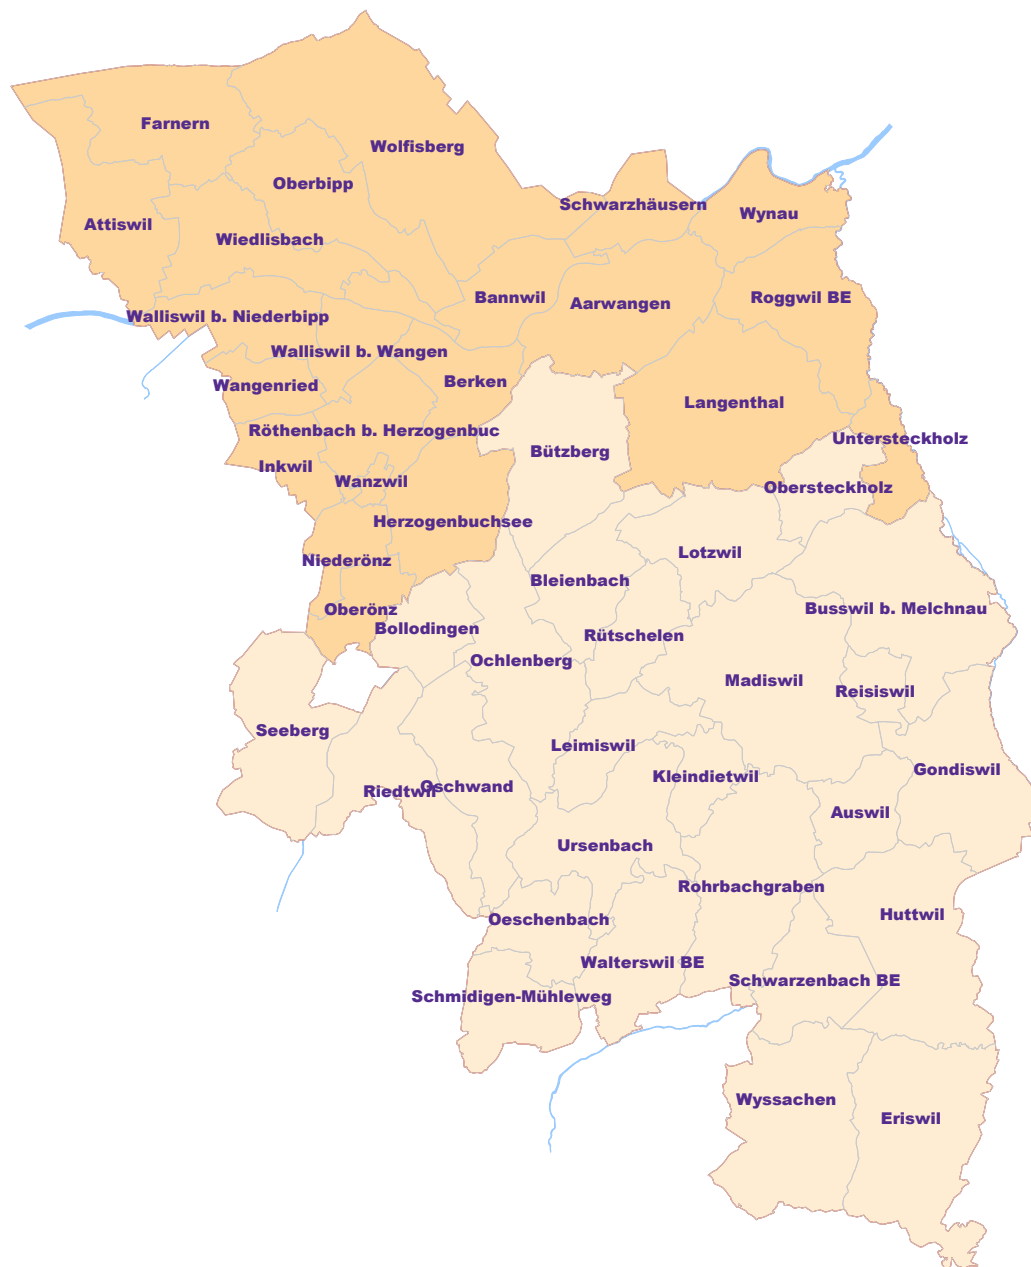 Farnern
Wolfisberg
Oberbipp
Schwarzhäusern
Wynau
Attiswil
Wiedlisbach
Bannwil
Aarwangen
Roggwil BE
Walliswil b. Niederbipp
Walliswil b. Wangen
Wangenried
Berken
Langenthal
Röthenbach b. Herzogenbuc
Untersteckholz
Bützberg
Inkwil
Wanzwil
Obersteckholz
Herzogenbuchsee
Lotzwil
Niederönz
Bleienbach
Oberönz
Busswil b. Melchnau
Bollodingen
Rütschelen
Ochlenberg
Madiswil
Reisiswil
Seeberg
Leimiswil
Gondiswil
Kleindietwil
Riedtwil
Gschwand
Auswil
Ursenbach
Rohrbachgraben
Huttwil
Oeschenbach
Walterswil BE
Schwarzenbach BE
Schmidigen-Mühleweg
Wyssachen
Eriswil